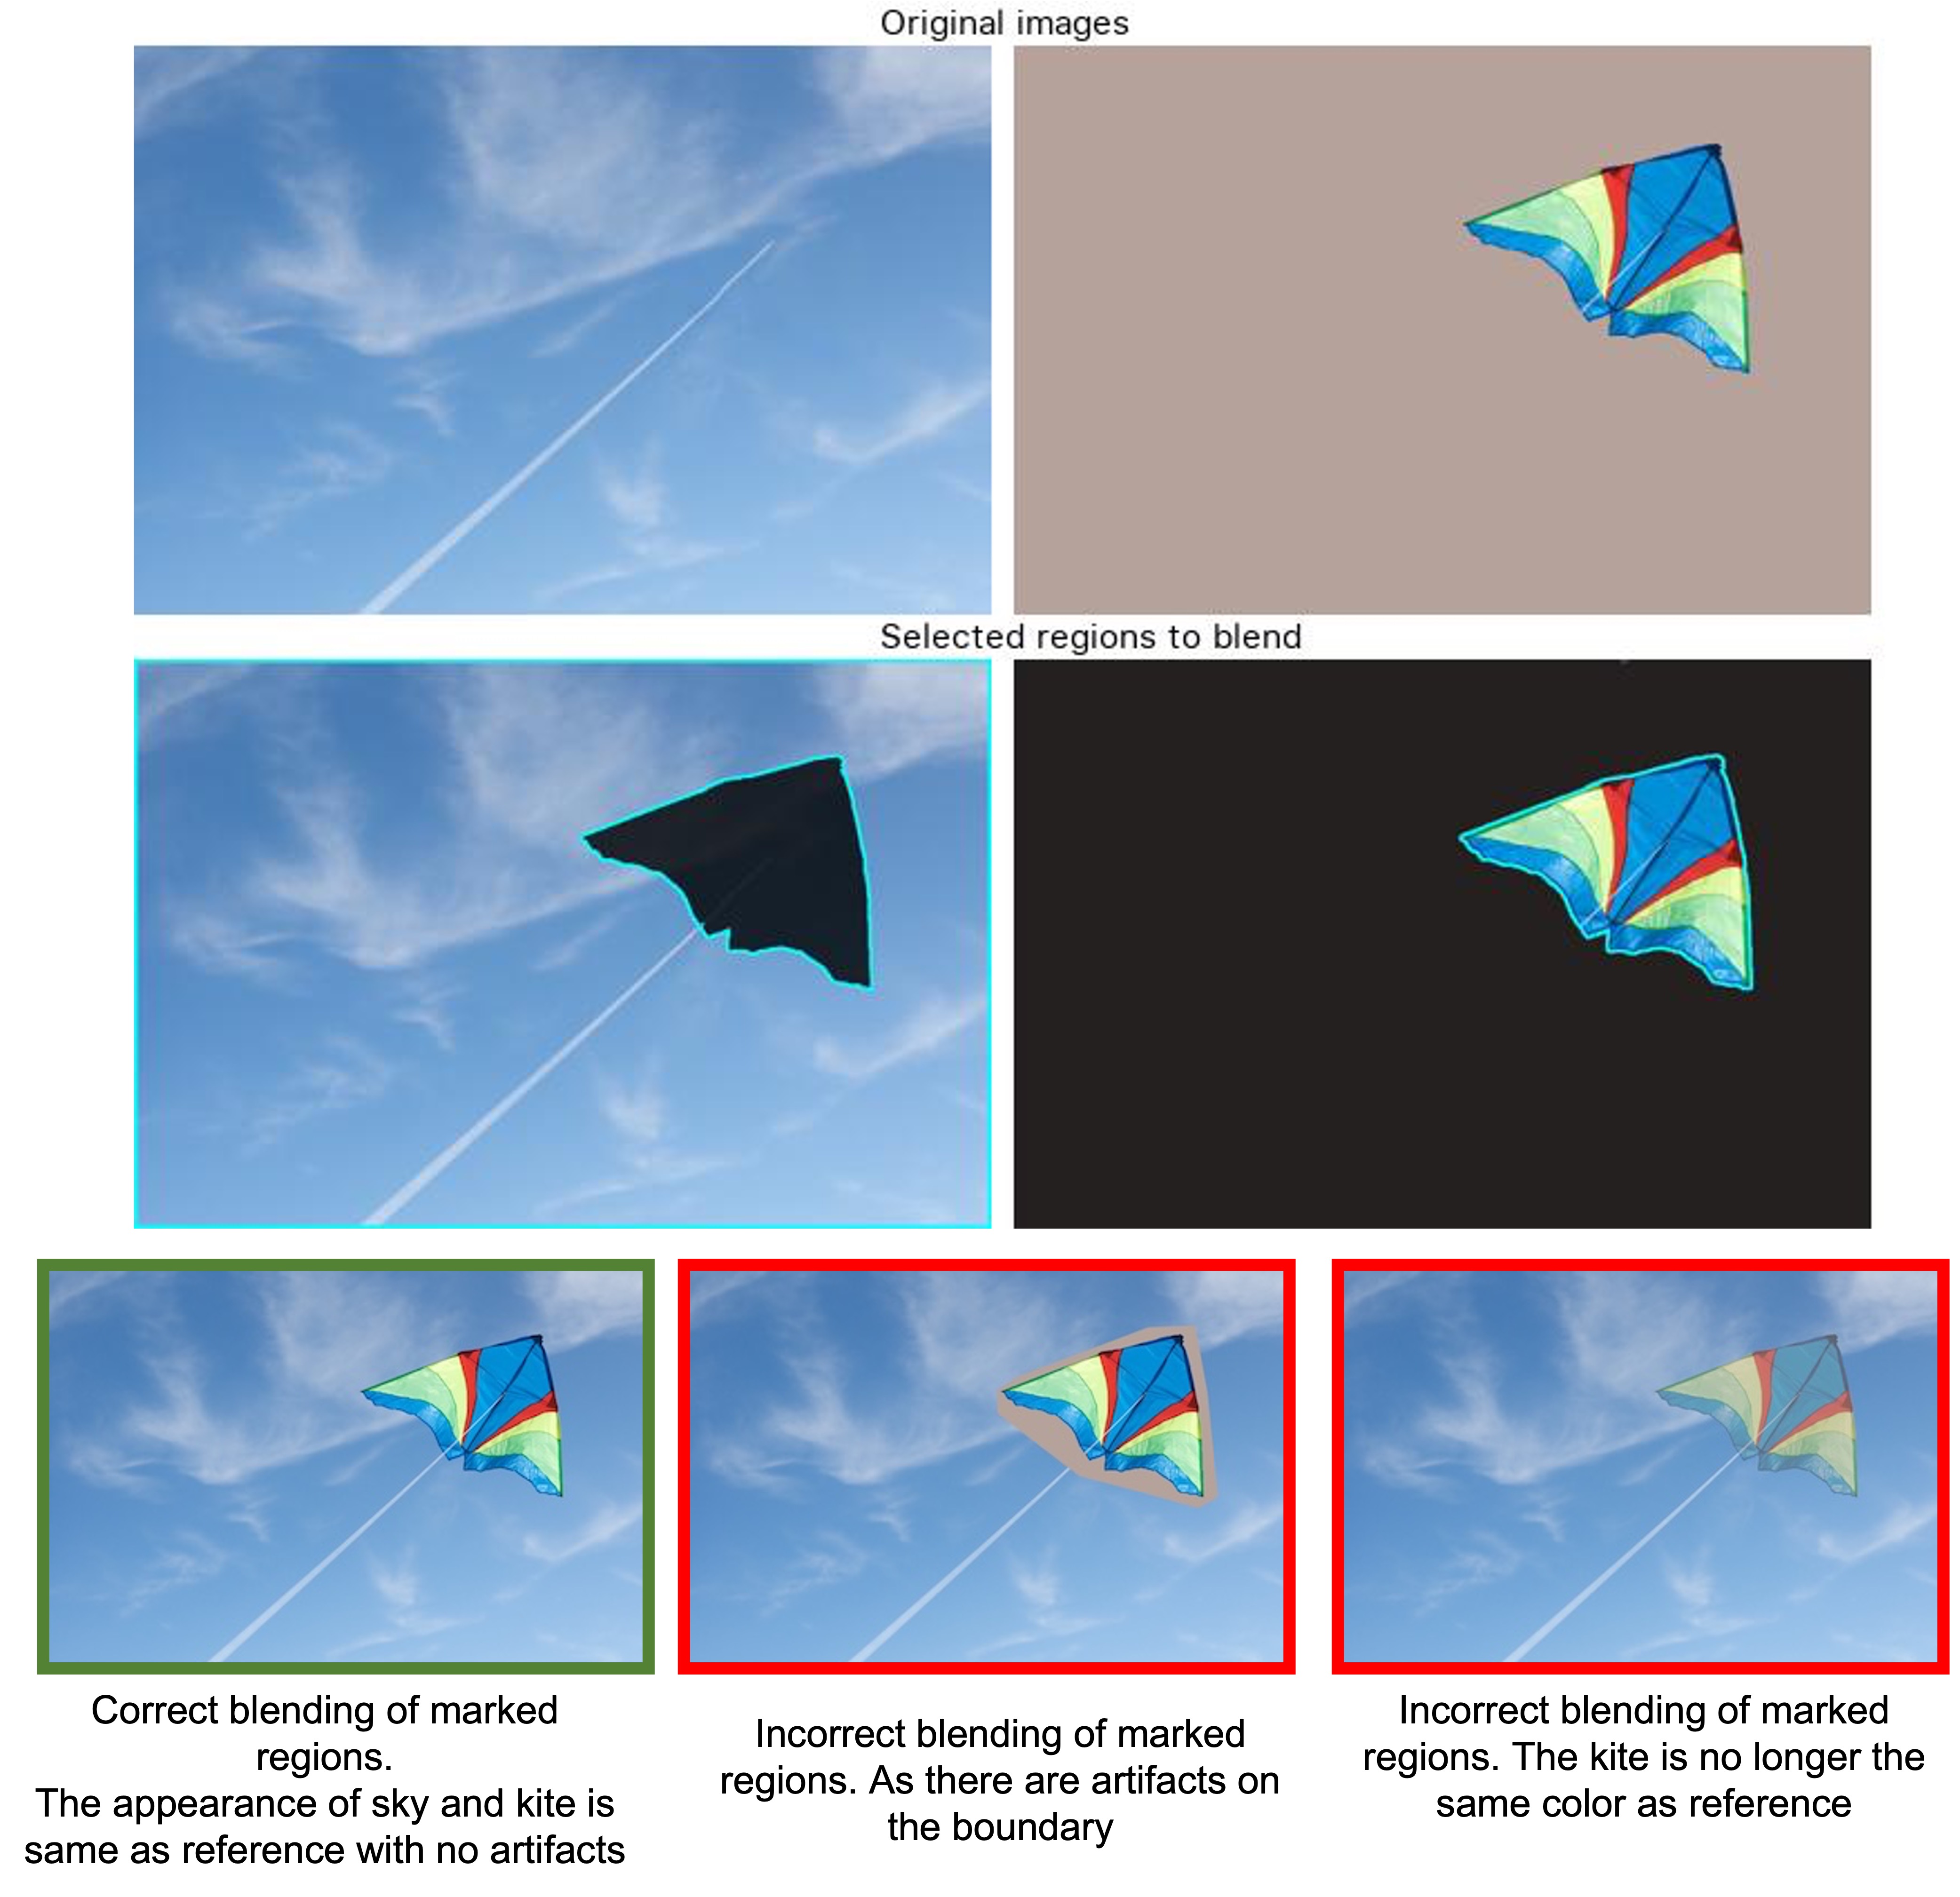 Original images
Selected regions to blend
Correct blending of marked
regions.
The appearance of sky and kite is
same as reference with no artifacts
Incorrect blending of marked
regions. As there are artifacts on
the boundary
Incorrect blending of marked
regions. The kite is no longer the
same color as reference